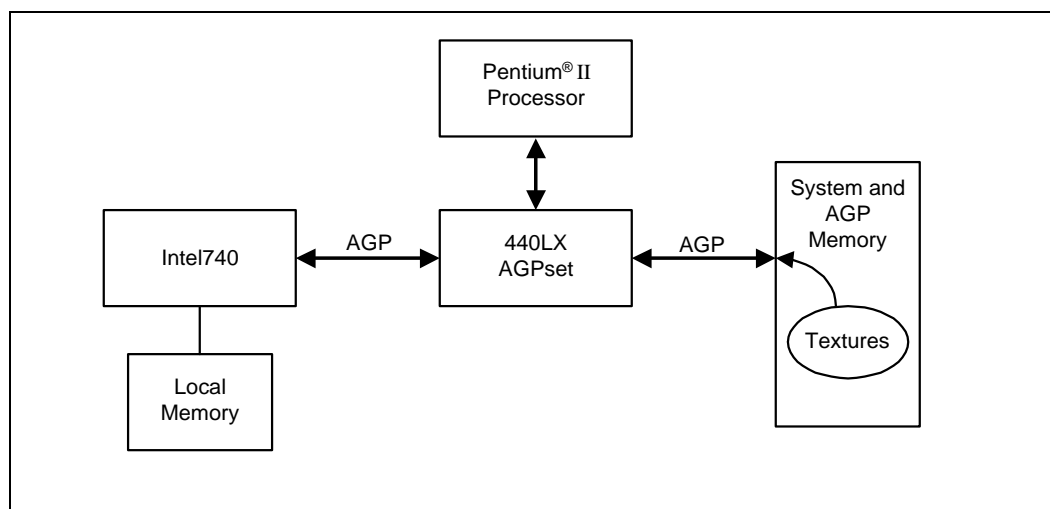 Pentium® II
Processor
System and
AGP
Memory
Intel740
AGP
440LX
AGPset
AGP
Textures
Local
Memory